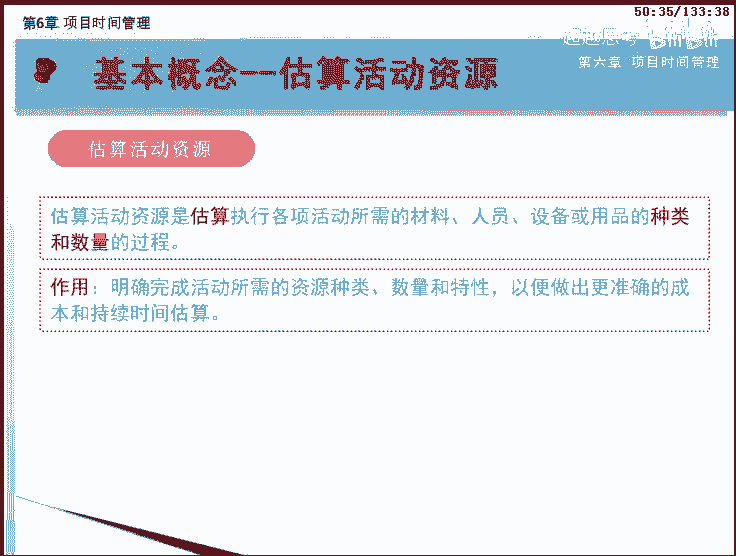 50:35/133:38
第6章 项目时间管理
基本概念—估算活动资源
第六章 项目时间管理
估算活动资源
估算活动资源是估算执行各项活动所需的材料、人员、设备或用品的种类
和数量的过程。
作用：明确完成活动所需的资源种类、数量和特性，以便做出更准确的成
本和持续时间估算。